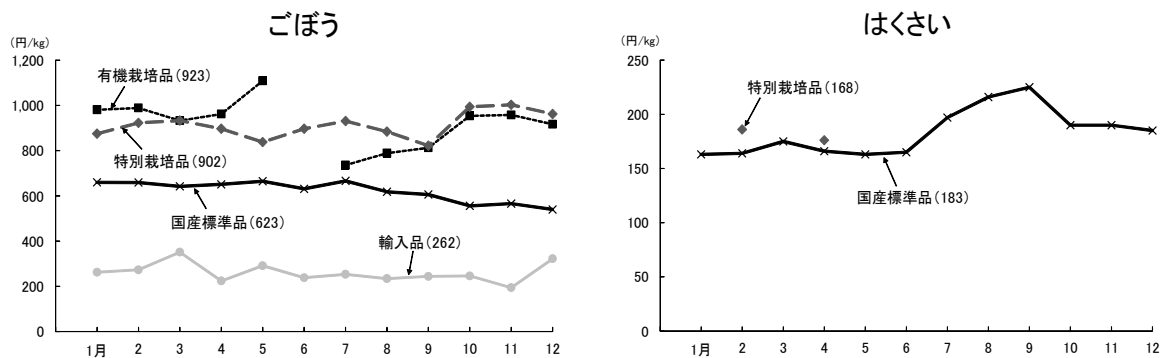 ごぼう
(円/kg)
1,200
1,000
800
600
400
200
0
有機栽培品(923)
特別栽培品(902)
国産標準品(623)
輸入品(262)
1月 2 3 4 5 6 7 8 9 10 11 12
はくさい
(円/kg)
250
200
150
100
50
0
特別栽培品(168)
国産標準品(183)
1月 2 3 4 5 6 7 8 9 10 11 12